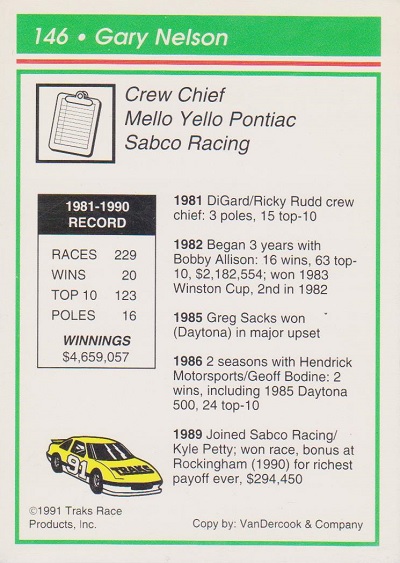 146 • Gary Nelson
Crew Chief
Mello Yello Pontiac
Sabco Racing
1981-1990
RECORD
RACES 229
WINS 20
TOP 10 123
POLES 16
WINNINGS
$4,659,057
1981 DiGard/Ricky Rudd crew
chief: 3 poles, 15 top-10
1982 Began 3 years with
Bobby Allison: 16 wins, 63 top-
10, $2,182,554; won 1983
Winston Cup, 2nd in 1982
1985 Greg Sacks won
(Daytona) in major upset
1986 2 seasons with Hendrick
Motorsports/Geoff Bodine: 2
wins, including 1985 Daytona
500, 24 top-10
1989 Joined Sabco Racing/
Kyle Petty; won race, bonus at
Rockingham (1990) for richest
payoff ever, $294,450
91
TRAKS
©1991 Traks Race
Products, Inc.
Copy by: VanDercook & Company